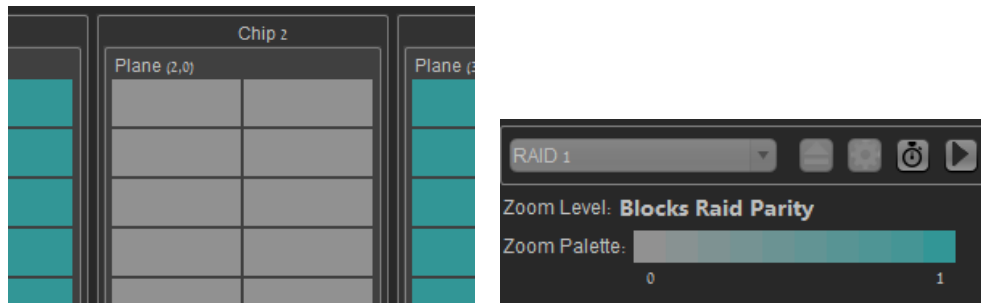 Chip 2
Plane (2,0)
Plane (3
RAID 1
Zoom Level: Blocks Raid Parity
Zoom Palette:
0 1